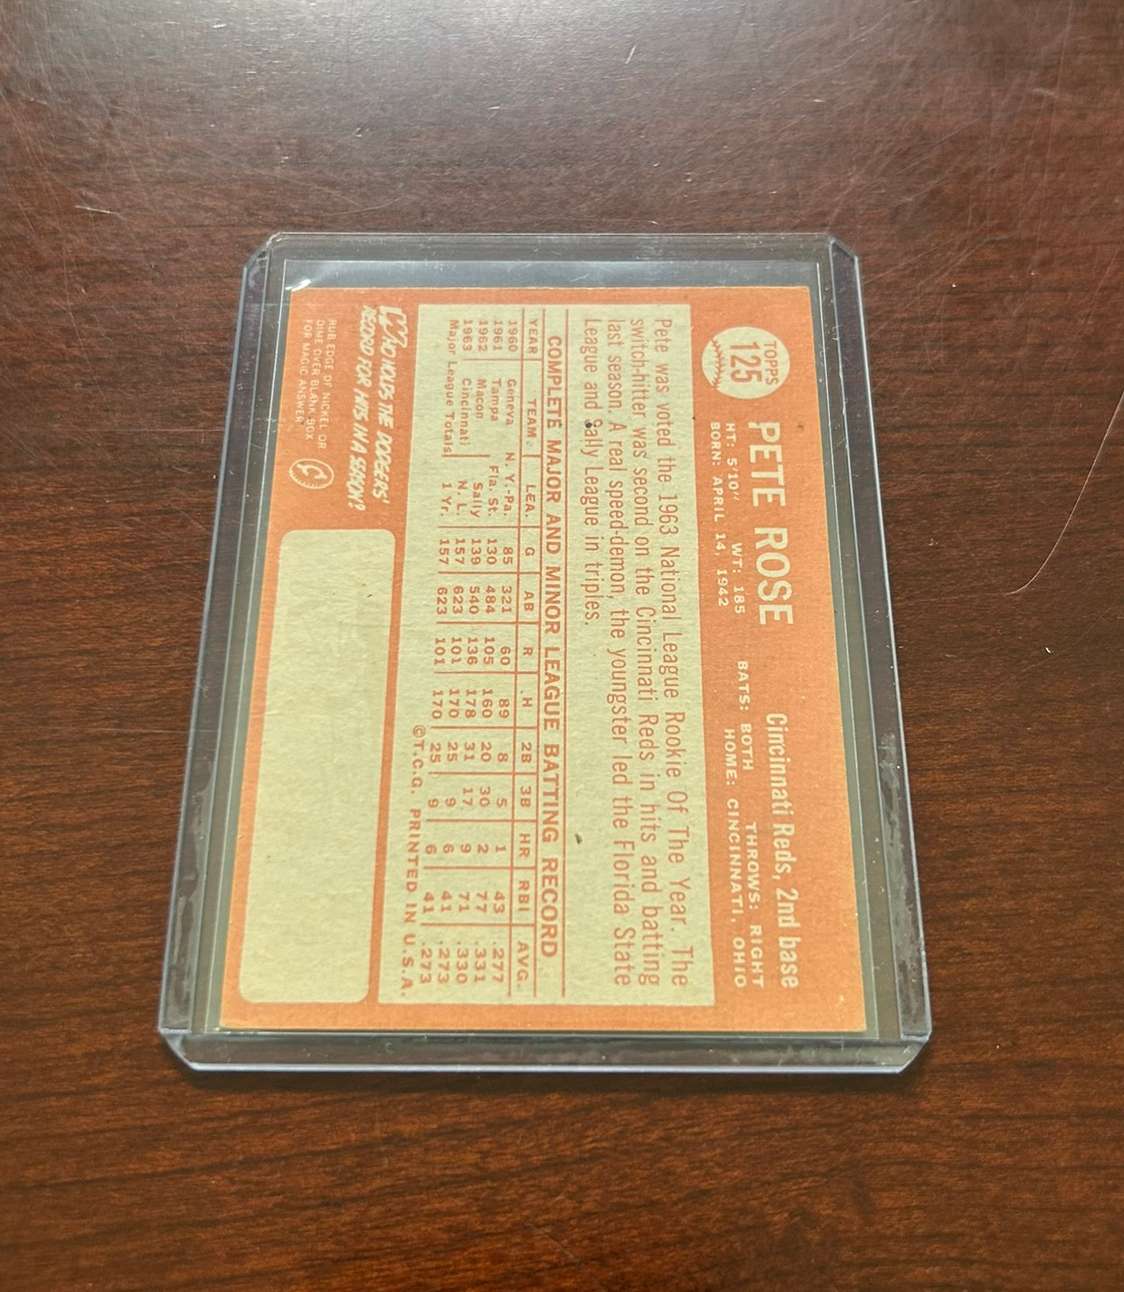 TOPPS
125
PETE ROSE
Cincinnati Reds, 2nd base
HT: 5'10" WT: 185 BATS: BOTH THROWS: RIGHT
BORN: APRIL 14, 1942 HOME: CINCINNATI, OHIO
Pete was voted the 1963 National League Rookie Of The Year. The
switch-hitter was second on the Cincinnati Reds in hits and batting
last season. A real speed-demon, the youngster led the Florida State
League and Sally League in triples.
COMPLETE MAJOR AND MINOR LEAGUE BATTING RECORD
YEAR TEAM LEA. G AB R H 2B 3B HR RBI AVG.
1960 Geneva N. Y.-Pa. 85 321 60 89 8 5 1 43 .277
1961 Tampa Fla. St. 130 484 105 160 20 30 2 77 .331
1962 Macon Sally 139 540 136 178 31 17 9 71 .330
1963 Cincinnati N. L. 157 623 101 170 25 9 6 41 .273
Major League Totals 1 Yr. 157 623 101 170 25 9 6 41 .273
©T.C.G. PRINTED IN U.S.A.
WHO HOLDS THE DODGERS'
RECORD FOR HITS IN A SEASON?
RUB EDGE OF NICKEL OR
DIME OVER BLANK BOX
FOR MAGIC ANSWER